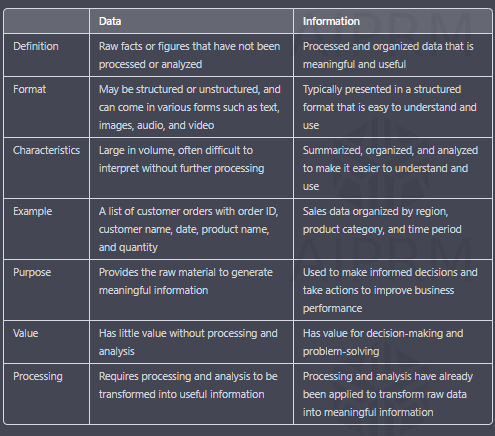 Data Information
Definition Raw facts or figures that have not been Processed and organized data that is
processed or analyzed meaningful and useful
Format May be structured or unstructured, and Typically presented in a structured
can come in various forms such as text, format that is easy to understand and
images, audio, and video use
Characteristics Large in volume, often difficult to Summarized, organized, and analyzed
interpret without further processing to make it easier to understand and
use
Example A list of customer orders with order ID, Sales data organized by region,
customer name, date, product name, product category, and time period
and quantity
Purpose Provides the raw material to generate Used to make informed decisions and
meaningful information take actions to improve business
performance
Value Has little value without processing and Has value for decision-making and
analysis problem-solving
Processing Requires processing and analysis to be Processing and analysis have already
transformed into useful information been applied to transform raw data
into meaningful information
AIPRM
AIPRM